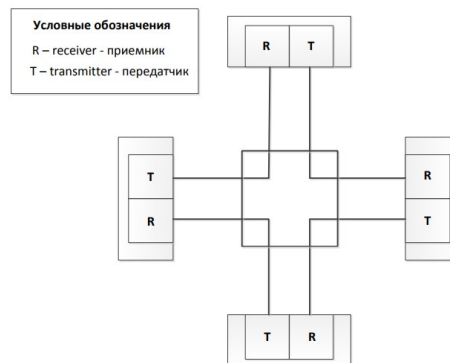 Условные обозначения
R – receiver - приемник
T – transmitter - передатчик
R T
T
R
R
T
T R